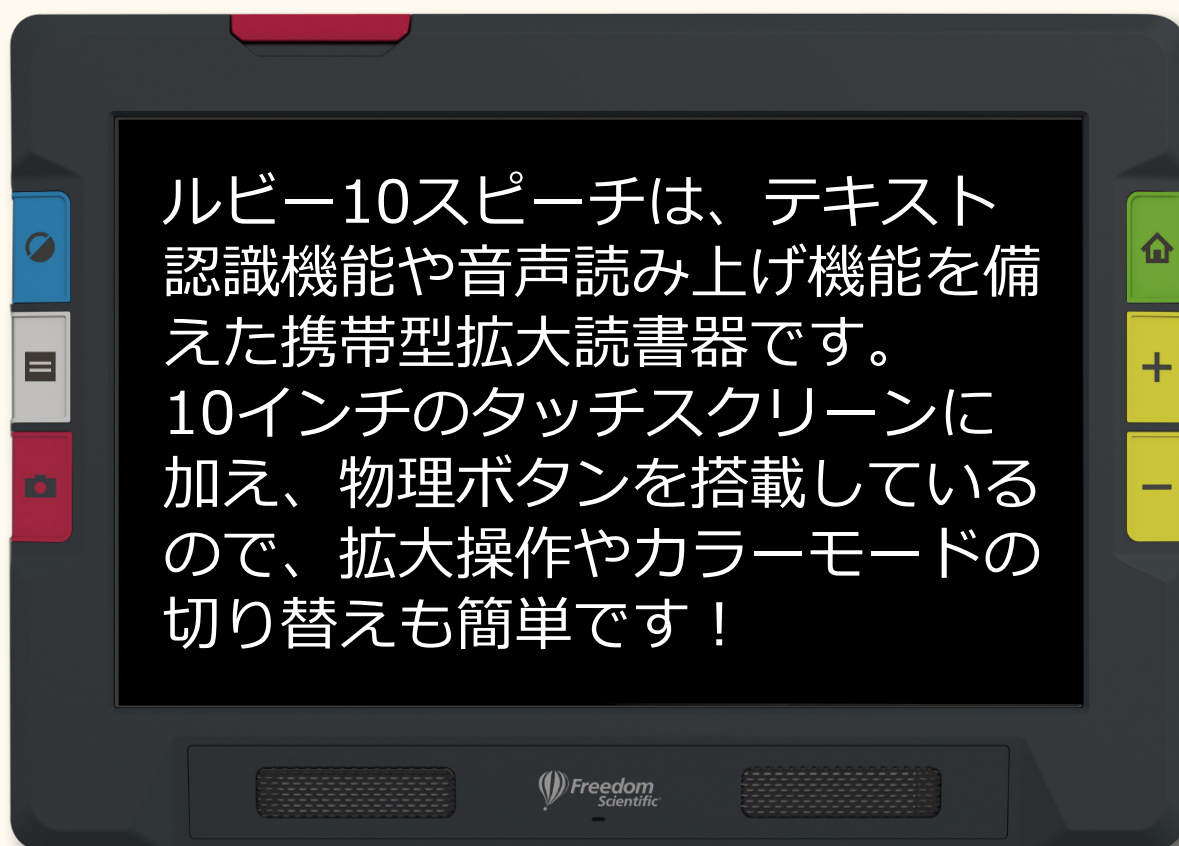 ルビー10スピーチは、テキスト
認識機能や音声読み上げ機能を備
えた携帯型拡大読書器です。
10インチのタッチスクリーンに
加え、物理ボタンを搭載している
ので、拡大操作やカラーモードの
切り替えも簡単です！
Freedom
Scientific